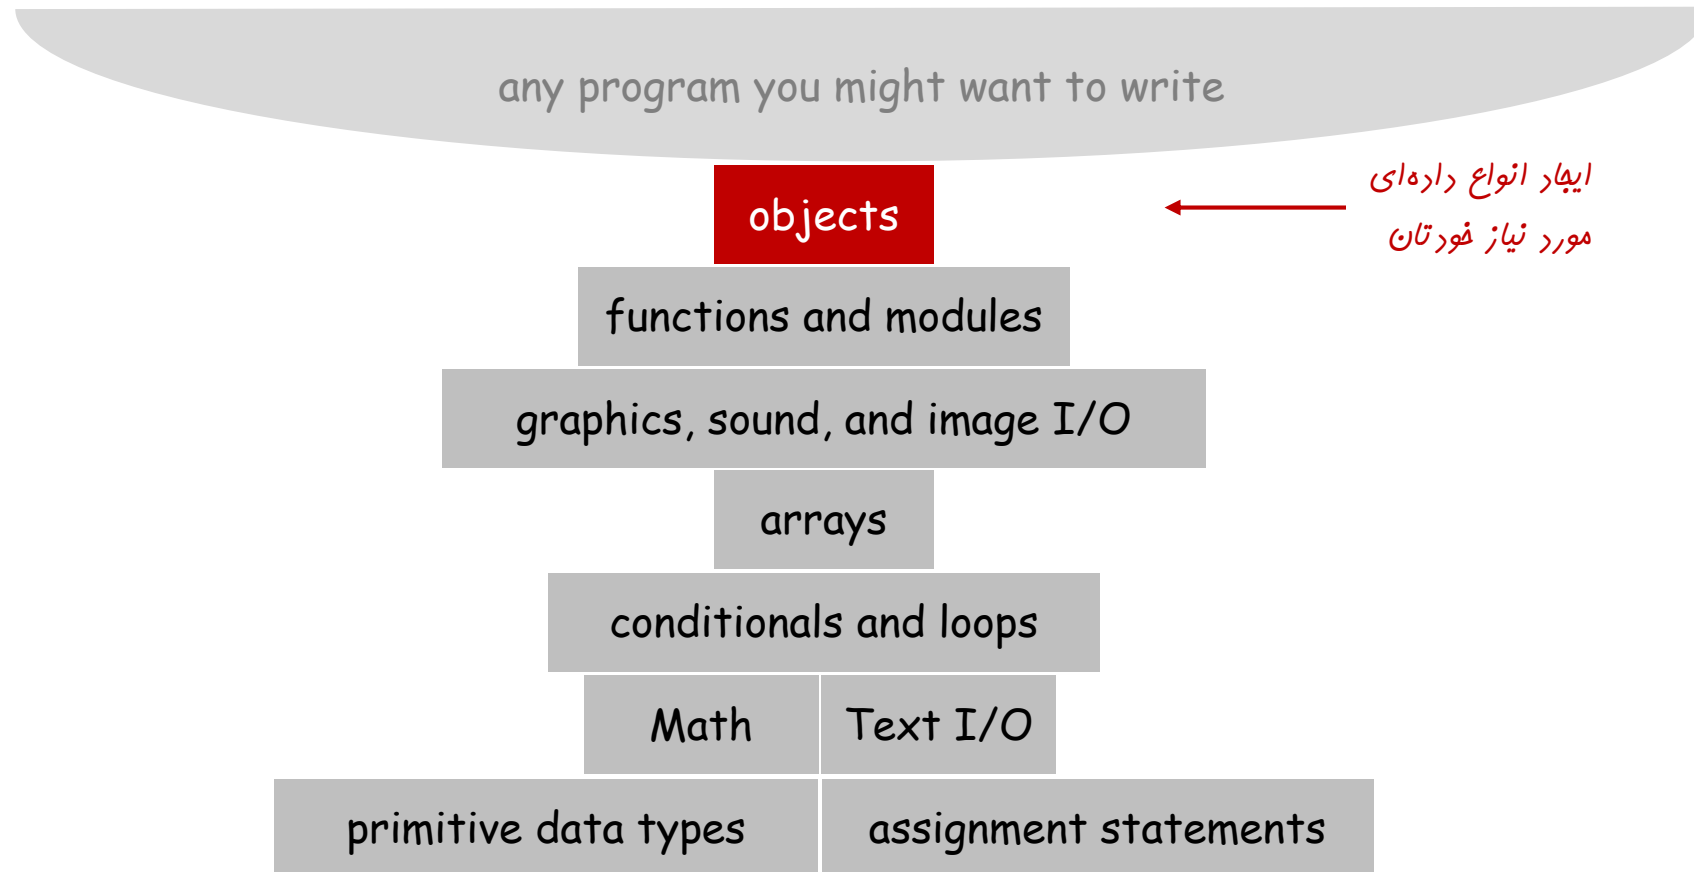 any program you might want to write
objects
ایجاد انواع داده‌ای
مورد نیاز خودتان
functions and modules
graphics, sound, and image I/O
arrays
conditionals and loops
Math Text I/O
primitive data types assignment statements